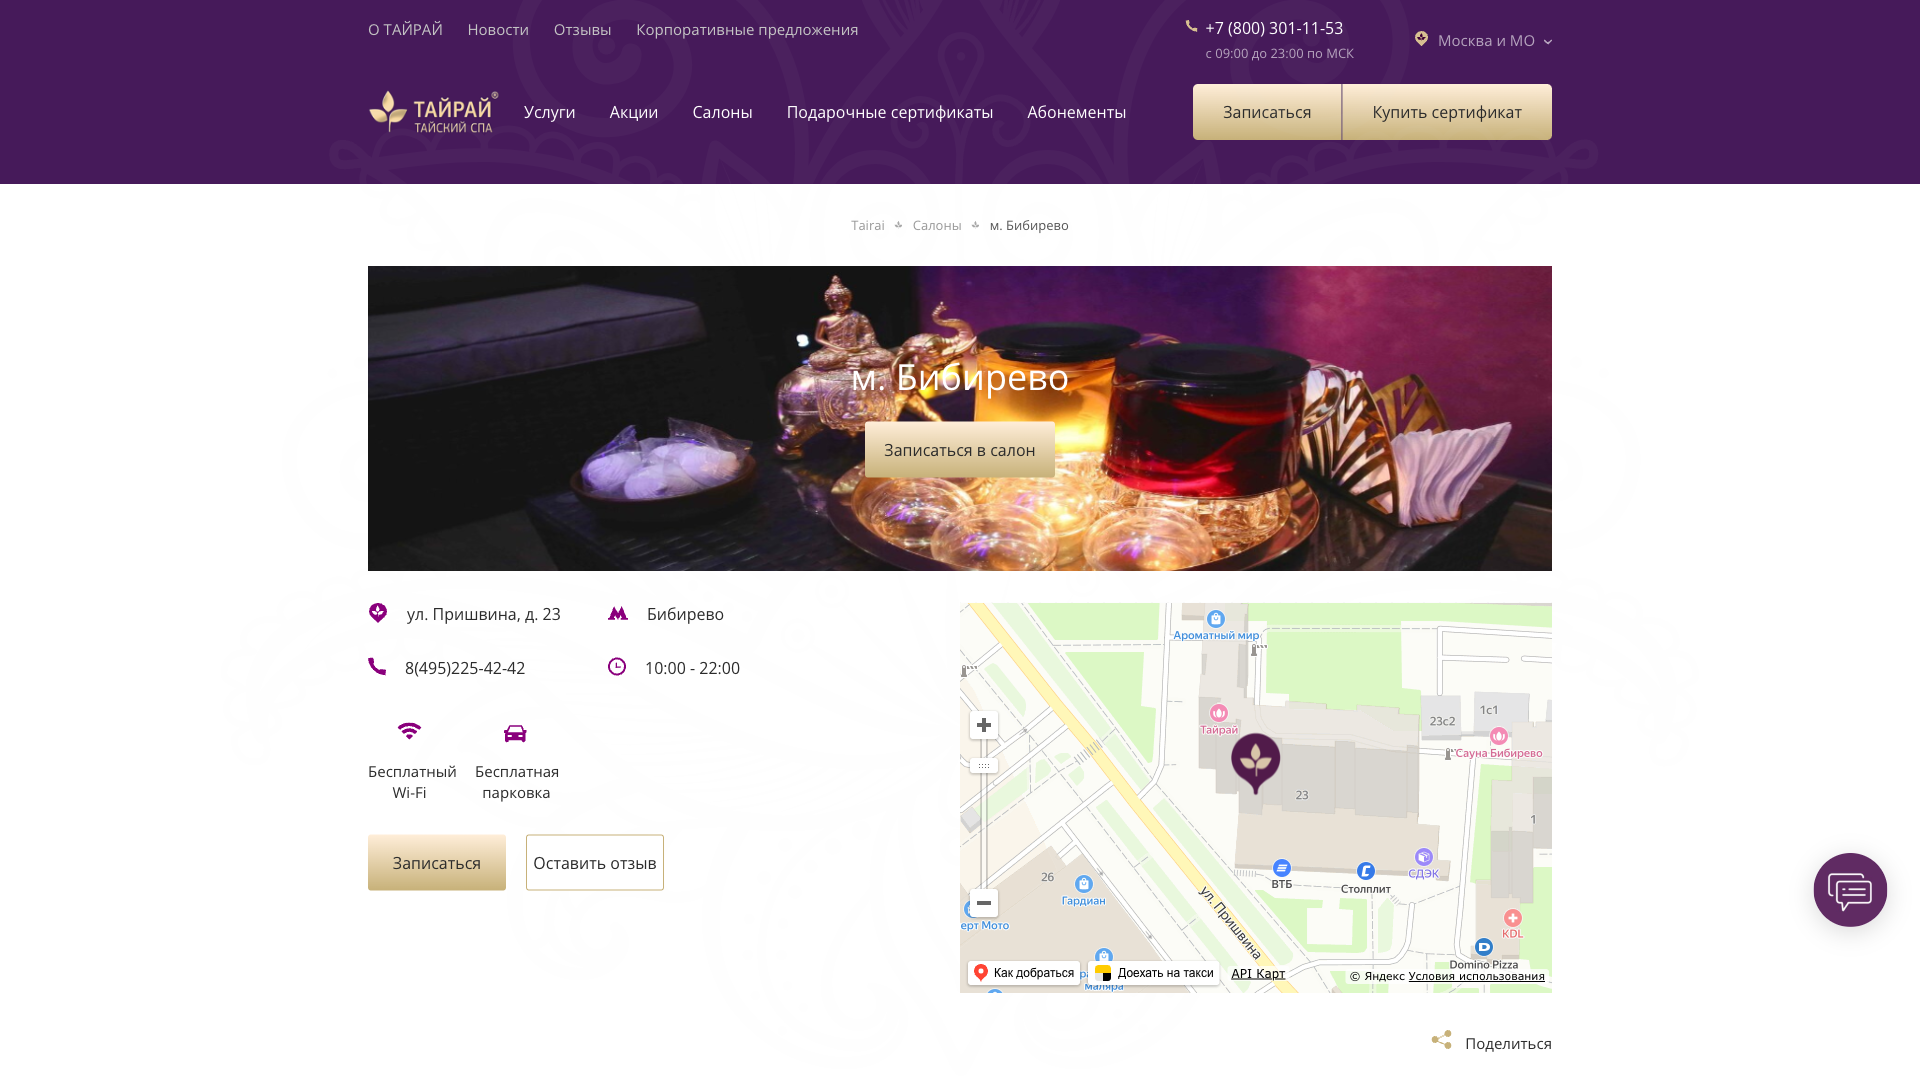 О ТАЙРАЙ
Новости
Отзывы
Корпоративные предложения
+7 (800) 301-11-53
с 09:00 до 23:00 по МСК
Москва и МО
ТАЙРАЙ®
ТАЙСКИЙ СПА
Услуги
Акции
Салоны
Подарочные сертификаты
Абонементы
Записаться
Купить сертификат
Tairai
Салоны
м. Бибирево
м. Бибирево
Записаться в салон
ул. Пришвина, д. 23
Бибирево
8(495)225-42-42
10:00 - 22:00
Бесплатный
Wi-Fi
Бесплатная
парковка
Записаться
Оставить отзыв
Ароматный мир
Тайрай
23с2
1с1
Сауна Бибирево
23
1
26
Гардиан
ВТБ
Столплит
СДЭК
ерт Мото
ул. Пришвина
KDL
Domino Pizza
маляра
Как добраться
Доехать на такси
API Карт
© Яндекс Условия использования
Поделиться